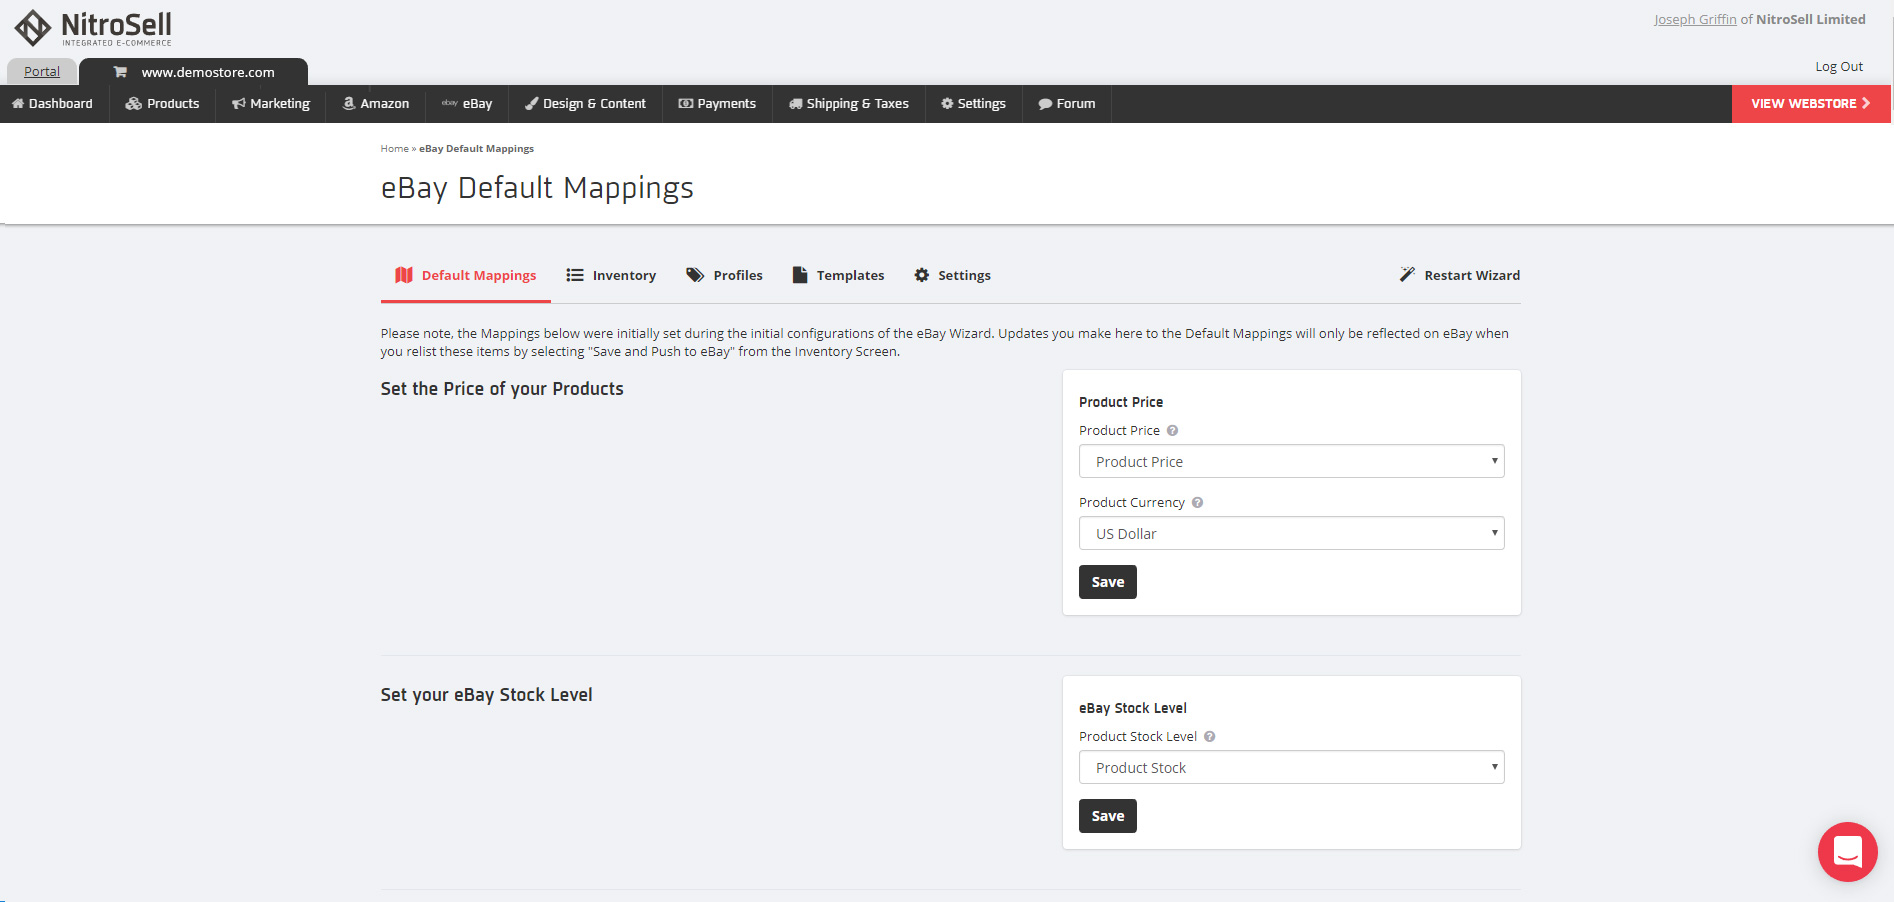 NitroSell
INTEGRATED E-COMMERCE
Joseph Griffin of NitroSell Limited
Portal
www.demostore.com
Log Out
Dashboard
Products
Marketing
Amazon
ebay eBay
Design & Content
Payments
Shipping & Taxes
Settings
Forum
VIEW WEBSTORE
Home » eBay Default Mappings
eBay Default Mappings
Default Mappings
Inventory
Profiles
Templates
Settings
Restart Wizard
Please note, the Mappings below were initially set during the initial configurations of the eBay Wizard. Updates you make here to the Default Mappings will only be reflected on eBay when
you relist these items by selecting "Save and Push to eBay" from the Inventory Screen.
Set the Price of your Products
Product Price
Product Price ?
Product Price
Product Currency ?
US Dollar
Save
Set your eBay Stock Level
eBay Stock Level
Product Stock Level ?
Product Stock
Save